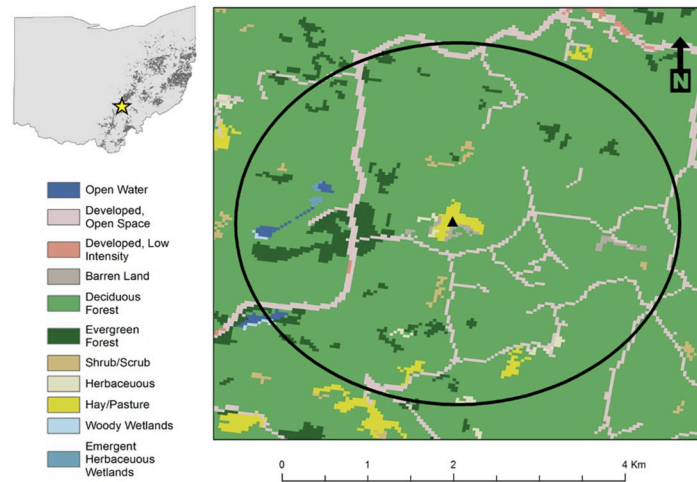 N
Open Water
Developed,
Open Space
Developed, Low
Intensity
Barren Land
Deciduous
Forest
Evergreen
Forest
Shrub/Scrub
Herbaceuous
Hay/Pasture
Woody Wetlands
Emergent
Herbaceuous
Wetlands
0 1 2 4 Km